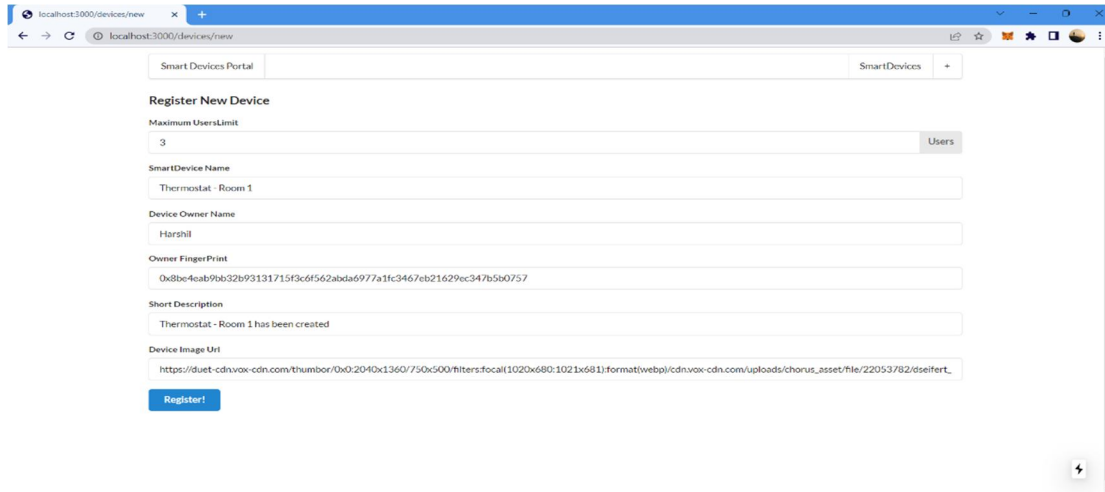 localhost:3000/devices/new
localhost:3000/devices/new
Smart Devices Portal
SmartDevices
+
Register New Device
Maximum UsersLimit
3
Users
SmartDevice Name
Thermostat - Room 1
Device Owner Name
Harshil
Owner FingerPrint
0x8be4eab9bb32b93131715f3c6f562abda6977a1fc3467eb21629ec347b5b0757
Short Description
Thermostat - Room 1 has been created
Device Image Url
https://duet-cdn.vox-cdn.com/thumbor/0x0:2040x1360/750x500/filters:focal(1020x680:1021x681):format(webp)/cdn.vox-cdn.com/uploads/chorus_asset/file/22053782/dseifert_
Register!